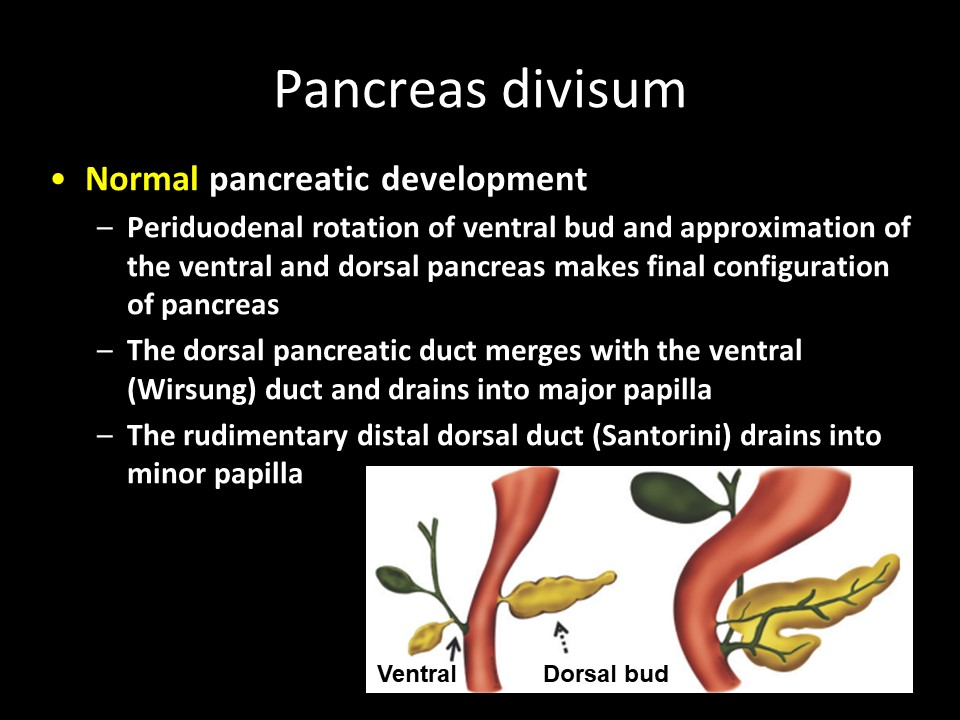 Pancreas divisum
• Normal pancreatic development
– Periduodenal rotation of ventral bud and approximation of
the ventral and dorsal pancreas makes final configuration
of pancreas
– The dorsal pancreatic duct merges with the ventral
(Wirsung) duct and drains into major papilla
– The rudimentary distal dorsal duct (Santorini) drains into
minor papilla
Ventral Dorsal bud